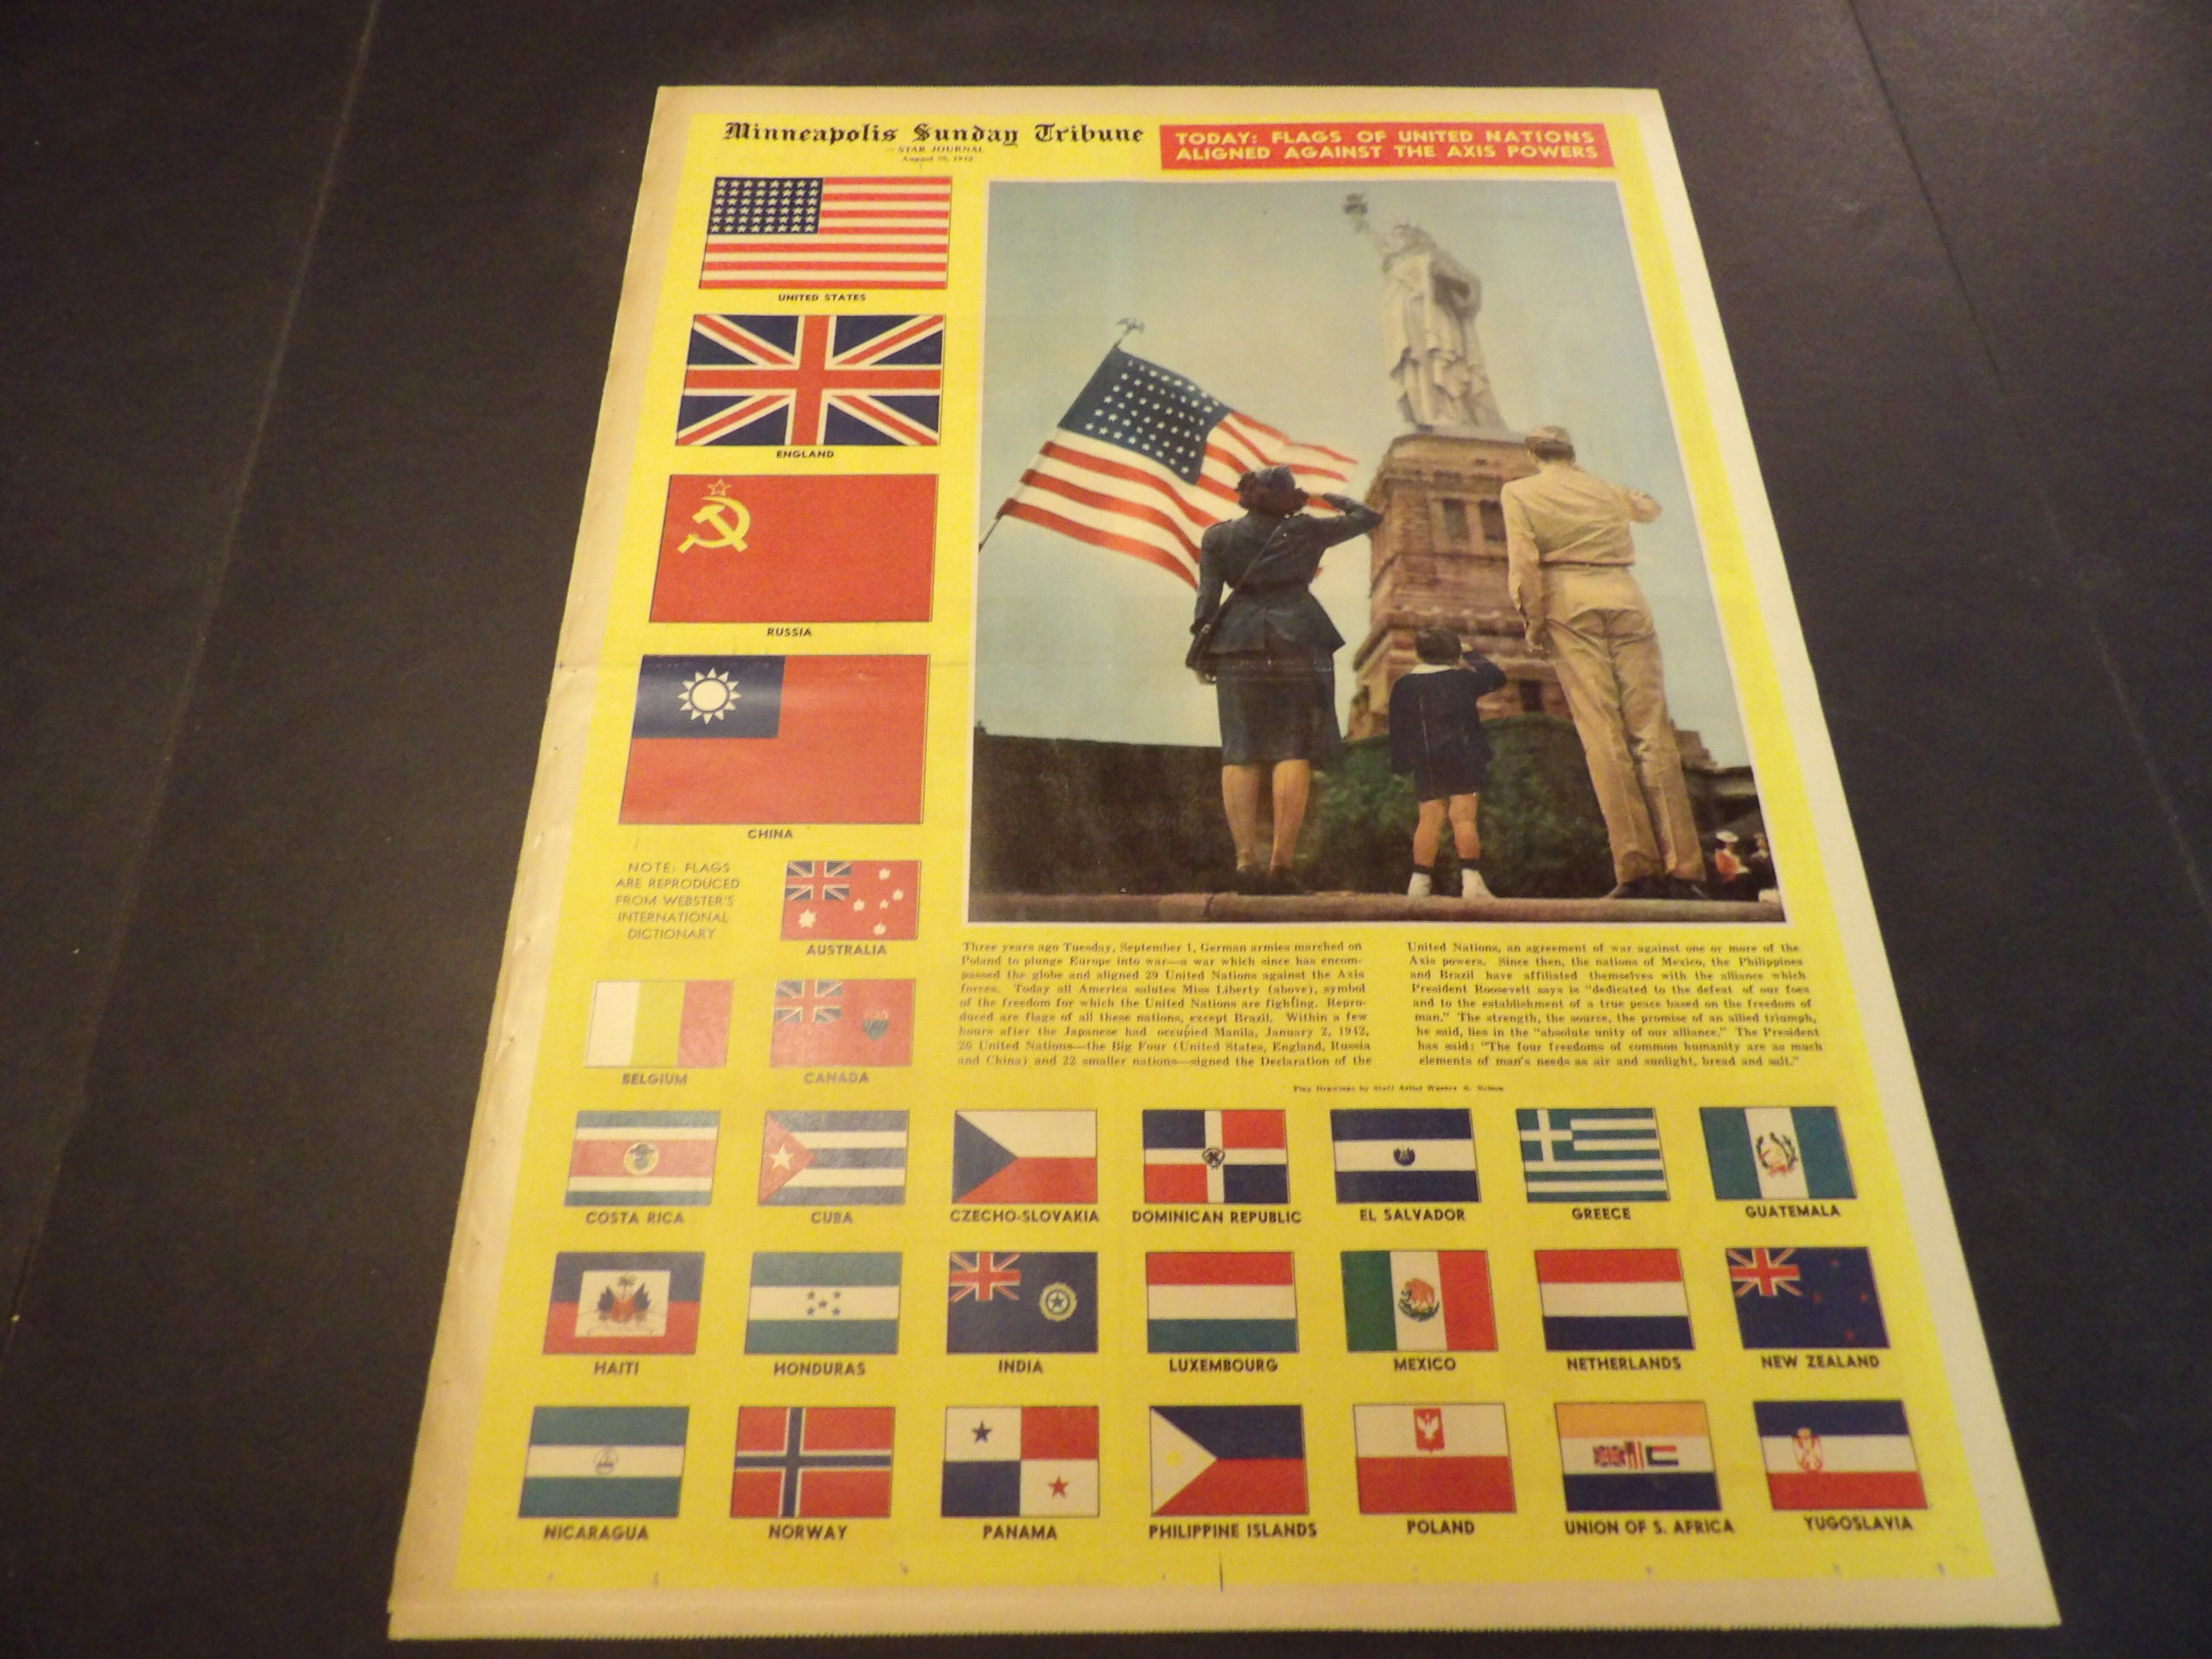 Minneapolis Sunday Tribune
STAR JOURNAL
August 30, 1942
TODAY: FLAGS OF UNITED NATIONS
ALIGNED AGAINST THE AXIS POWERS
UNITED STATES
ENGLAND
RUSSIA
CHINA
NOTE: FLAGS
ARE REPRODUCED
FROM WEBSTER'S
INTERNATIONAL
DICTIONARY
AUSTRALIA
BELGIUM
CANADA
Three years ago Tuesday, September 1, German armies marched on
Poland to plunge Europe into war—a war which since has encom-
passed the globe and aligned 29 United Nations against the Axis
forces. Today all America salutes Miss Liberty (above), symbol
of the freedom for which the United Nations are fighting. Repro-
duced are flags of all these nations, except Brazil. Within a few
hours after the Japanese had occupied Manila, January 2, 1942,
26 United Nations—the Big Four (United States, England, Russia
and China) and 22 smaller nations—signed the Declaration of the
United Nations, an agreement of war against one or more of the
Axis powers. Since then, the nations of Mexico, the Philippines
and Brazil have affiliated themselves with the alliance which
President Roosevelt says is "dedicated to the defeat of our foes
and to the establishment of a true peace based on the freedom of
man." The strength, the source, the promise of an allied triumph,
he said, lies in the "absolute unity of our alliance." The President
has said: "The four freedoms of common humanity are as much
elements of man's needs as air and sunlight, bread and salt."
Flag Drawings by Staff Artist Warner S. Nelson
COSTA RICA
CUBA
CZECHO-SLOVAKIA
DOMINICAN REPUBLIC
EL SALVADOR
GREECE
GUATEMALA
HAITI
HONDURAS
INDIA
LUXEMBOURG
MEXICO
NETHERLANDS
NEW ZEALAND
NICARAGUA
NORWAY
PANAMA
PHILIPPINE ISLANDS
POLAND
UNION OF S. AFRICA
YUGOSLAVIA